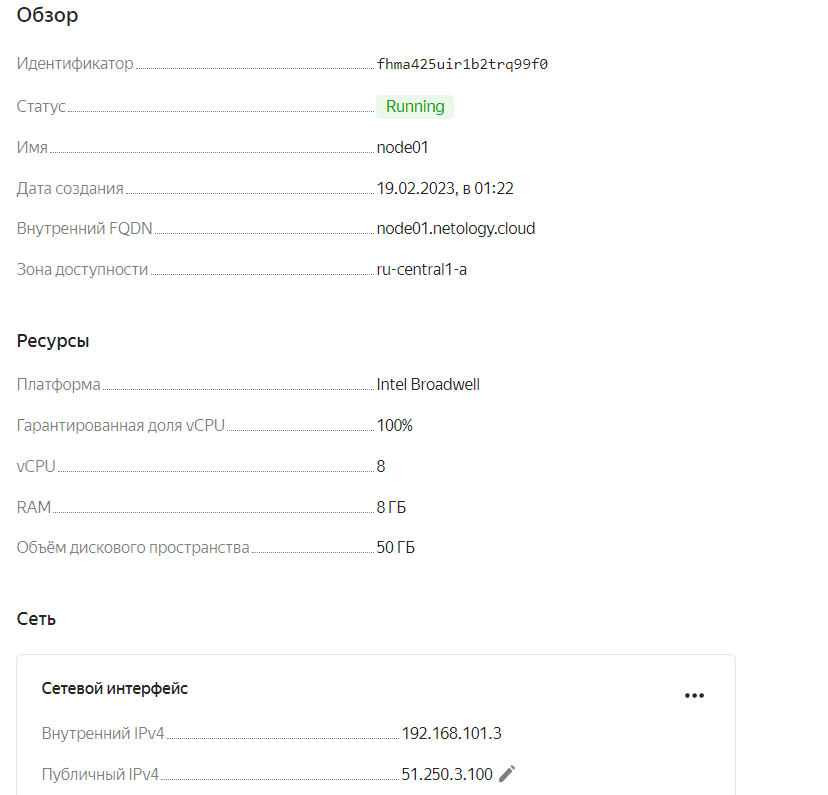 Обзор
Идентификатор fhma425uir1b2trq99f0
Статус Running
Имя node01
Дата создания 19.02.2023, в 01:22
Внутренний FQDN node01.netology.cloud
Зона доступности ru-central1-a
Ресурсы
Платформа Intel Broadwell
Гарантированная доля vCPU 100%
vCPU 8
RAM 8 ГБ
Объём дискового пространства 50 ГБ
Сеть
Сетевой интерфейс
Внутренний IPv4 192.168.101.3
Публичный IPv4 51.250.3.100